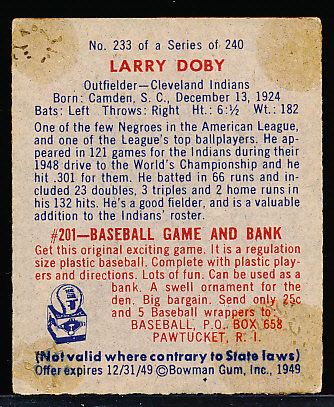 No. 233 of a Series of 240
LARRY DOBY
Outfielder—Cleveland Indians
Born: Camden, S. C., December 13, 1924
Bats: Left Throws: Right Ht.: 6:½ Wt.: 182
One of the few Negroes in the American League,
and one of the League's top ballplayers. He ap-
peared in 121 games for the Indians during their
1948 drive to the World's Championship and he
hit .301 for them. He batted in 66 runs and in-
cluded 23 doubles, 3 triples and 2 home runs in
his 132 hits. He's a good fielder, and is a valu-
able addition to the Indians' roster.
#201—BASEBALL GAME AND BANK
Get this original exciting game. It is a regulation
size plastic baseball. Complete with plastic play-
ers and directions. Lots of fun. Can be used as a
bank. A swell ornament for the
den. Big bargain. Send only 25c
and 5 Baseball wrappers to:
BASEBALL, P.O. BOX 658
PAWTUCKET, R. I.
(Not valid where contrary to State laws)
Offer expires 12/31/49 ©Bowman Gum, Inc., 1949